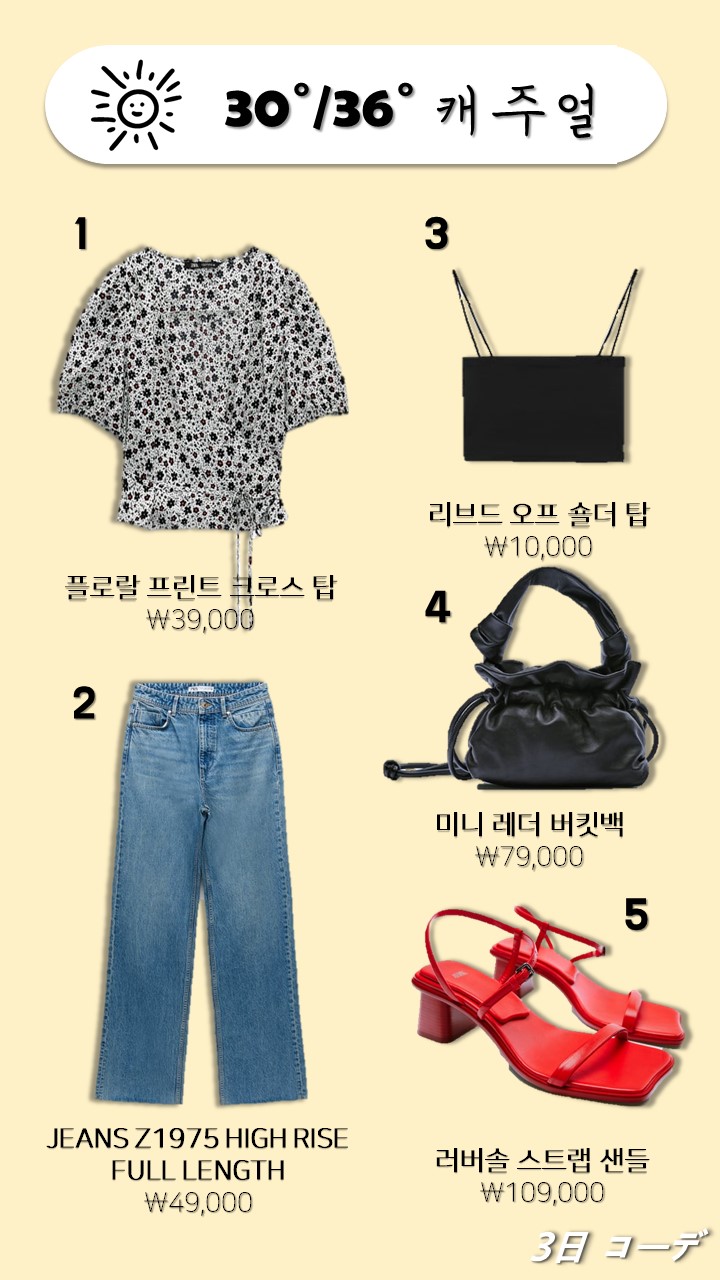 30°/36° 캐주얼
1
플로랄 프린트 크로스 탑
₩39,000
2
JEANS Z1975 HIGH RISE
FULL LENGTH
₩49,000
3
리브드 오프 숄더 탑
₩10,000
4
미니 레더 버킷백
₩79,000
5
러버솔 스트랩 샌들
₩109,000
3日 コーデ